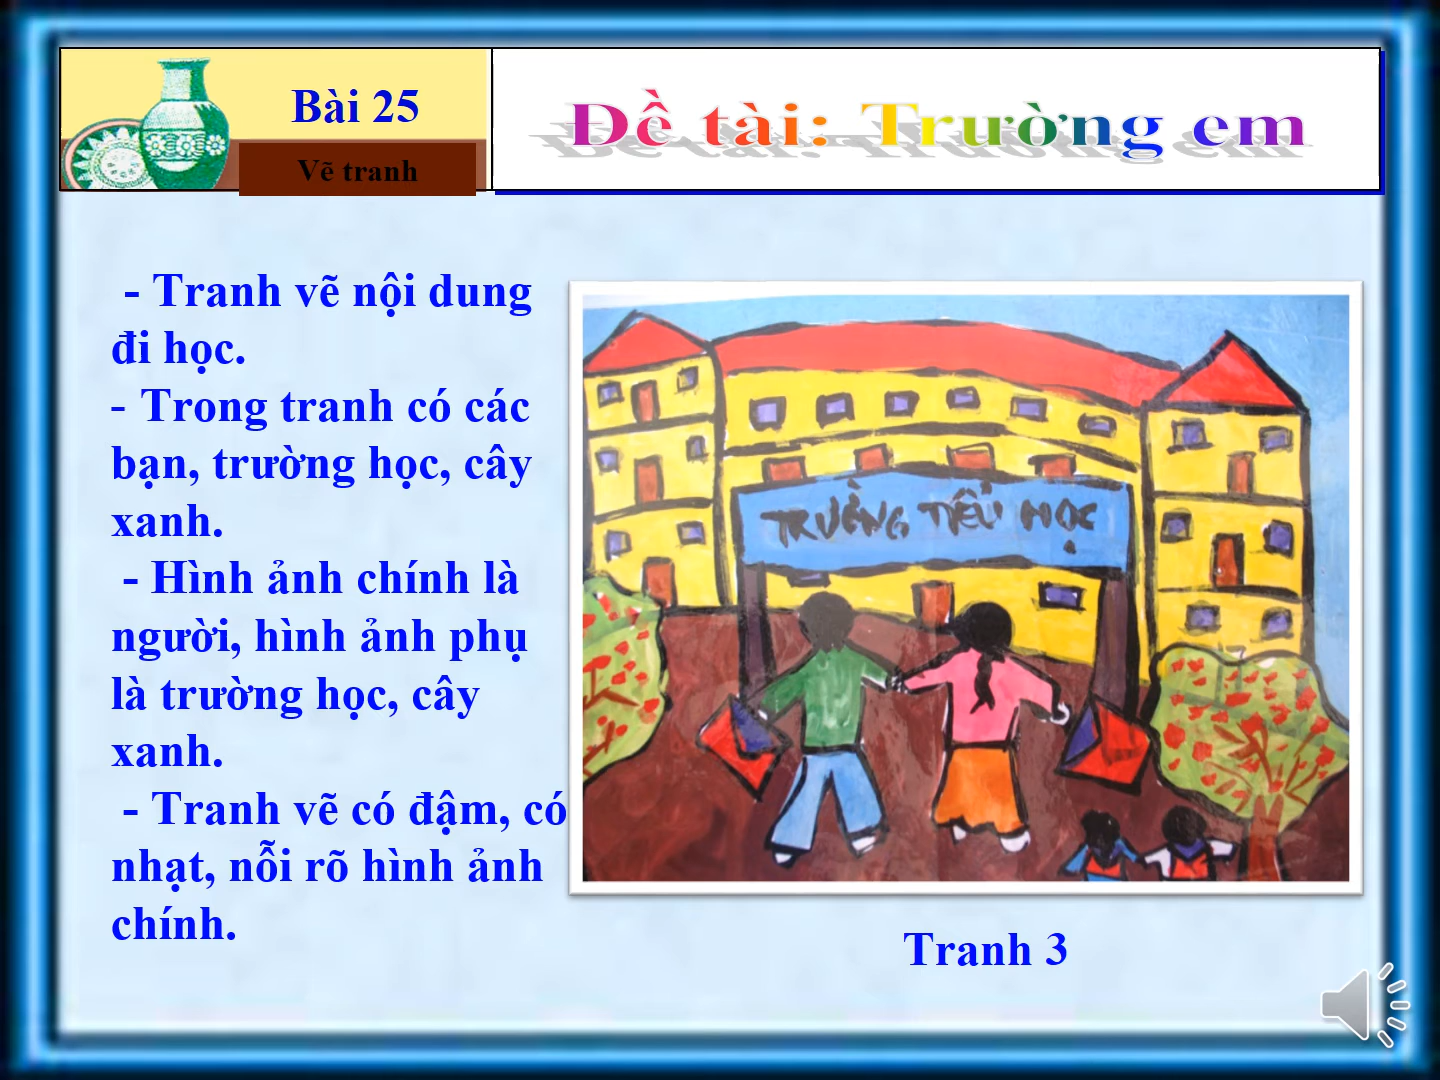 Bài 25
Vẽ tranh
Đề tài: Trường em
- Tranh vẽ nội dung
đi học.
- Trong tranh có các
bạn, trường học, cây
xanh.
- Hình ảnh chính là
người, hình ảnh phụ
là trường học, cây
xanh.
- Tranh vẽ có đậm, có
nhạt, nỗi rõ hình ảnh
chính.
TRƯỜNG TIỂU HỌC
Tranh 3